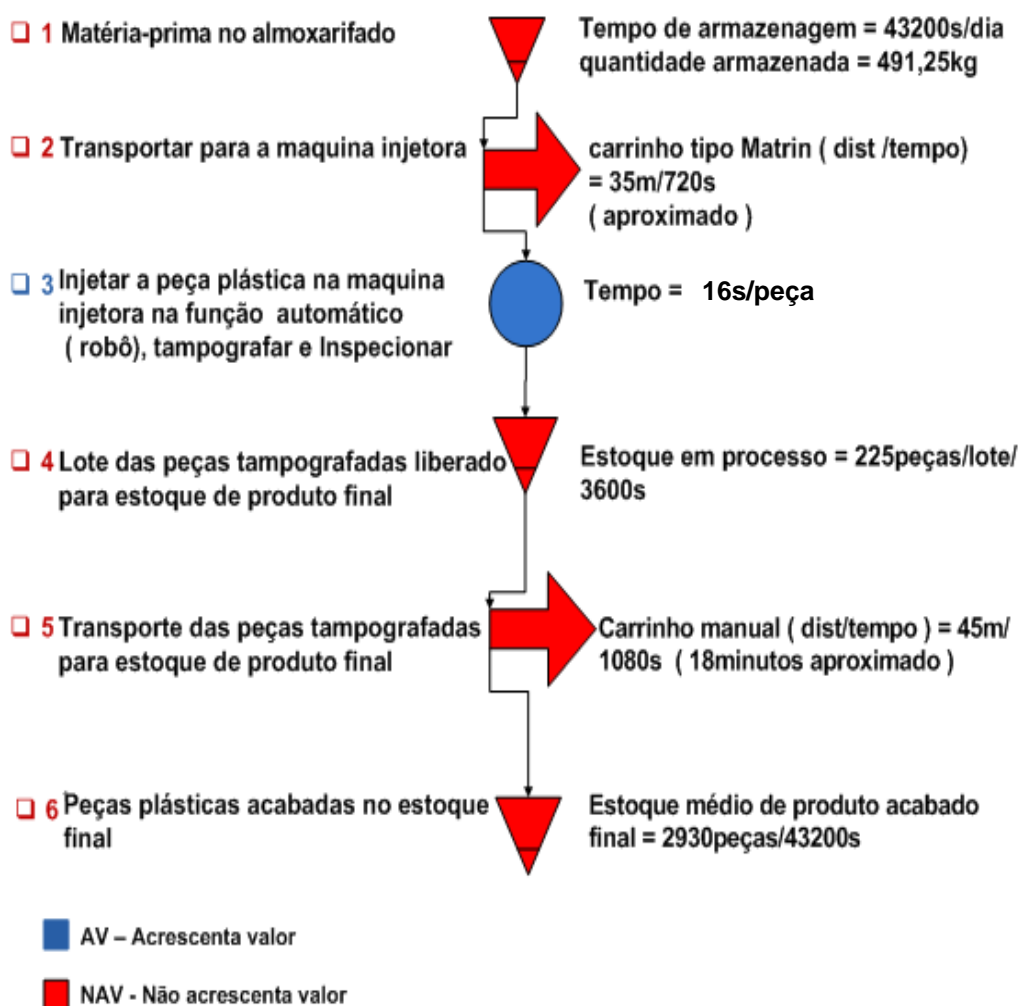 1 Matéria-prima no almoxarifado
Tempo de armazenagem = 43200s/dia
quantidade armazenada = 491,25kg
2 Transportar para a maquina injetora
carrinho tipo Matrin ( dist /tempo)
= 35m/720s
( aproximado )
3 Injetar a peça plástica na maquina
injetora na função automático
( robô), tampografar e Inspecionar
Tempo = 16s/peça
4 Lote das peças tampografadas liberado
para estoque de produto final
Estoque em processo = 225peças/lote/
3600s
5 Transporte das peças tampografadas
para estoque de produto final
Carrinho manual ( dist/tempo ) = 45m/
1080s ( 18minutos aproximado )
6 Peças plásticas acabadas no estoque
final
Estoque médio de produto acabado
final = 2930peças/43200s
AV – Acrescenta valor
NAV - Não acrescenta valor